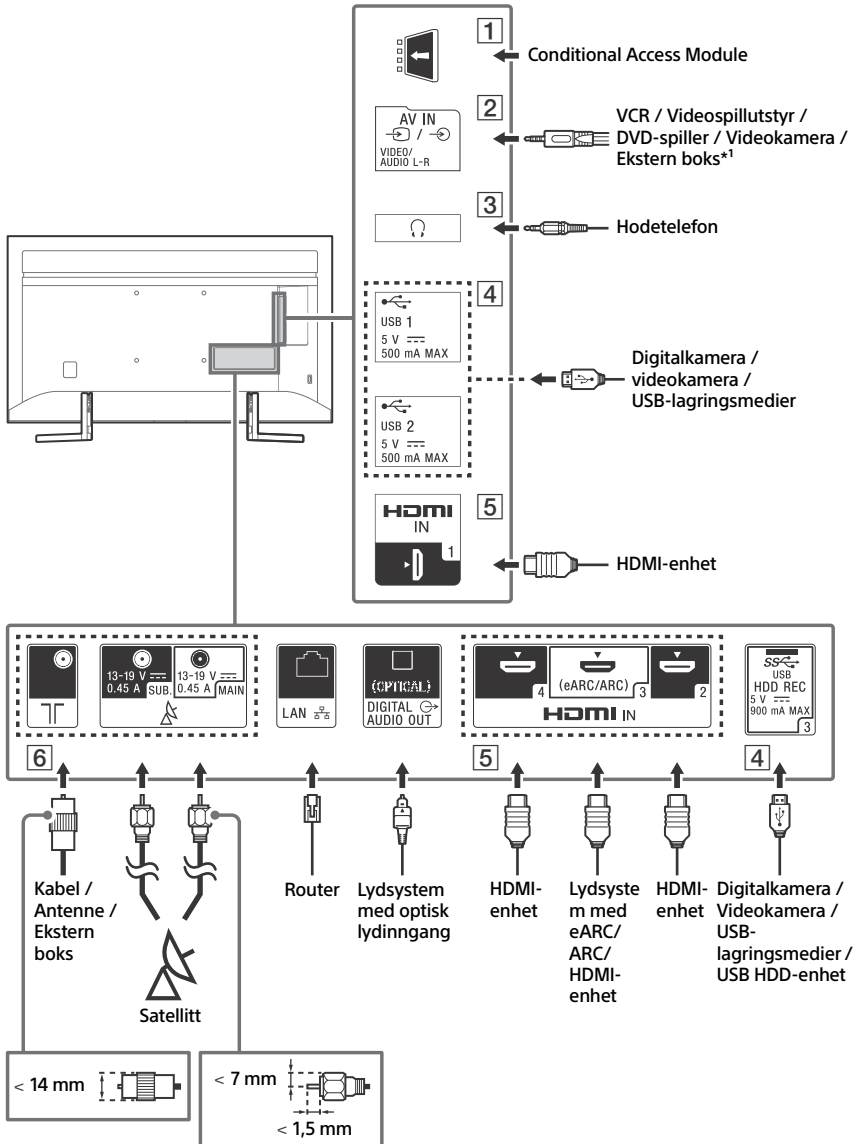 1
Conditional Access Module
2
AV IN
/
VIDEO/
AUDIO L-R
VCR / Videospillutstyr /
DVD-spiller / Videokamera /
Ekstern boks*1
3
Hodetelefon
4
USB 1
5 V
500 mA MAX
USB 2
5 V
500 mA MAX
Digitalkamera /
videokamera /
USB-lagringsmedier
5
HDMI
IN
1
HDMI-enhet
13-19 V
0.45 A SUB.
13-19 V
0.45 A MAIN
LAN
(OPTICAL)
DIGITAL
AUDIO OUT
4
(eARC/ARC) 3
2
HDMI IN
SS
USB
HDD REC
5 V
900 mA MAX
3
6
5
4
Kabel /
Antenne /
Ekstern
boks
Satellitt
Router
Lydsystem
med optisk
lydinngang
HDMI-
enhet
Lydsyste
m med
eARC/
ARC/
HDMI-
enhet
HDMI-
enhet
Digitalkamera /
Videokamera /
USB-
lagringsmedier /
USB HDD-enhet
< 14 mm
< 7 mm
< 1,5 mm